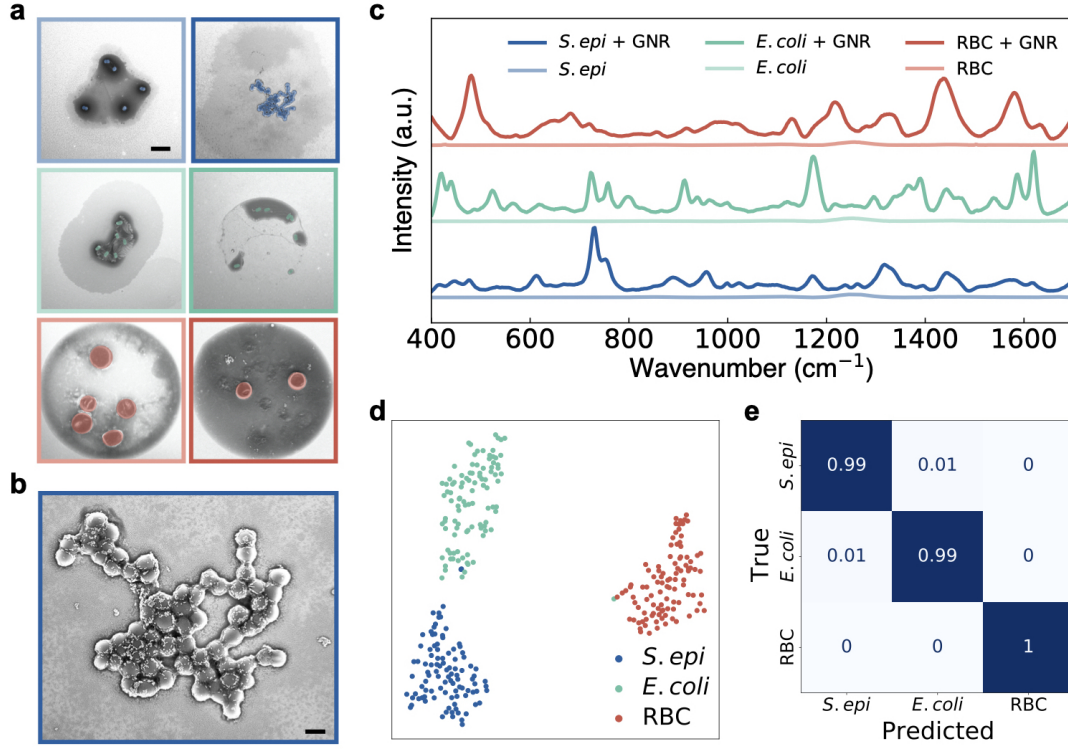 a
b
c
S. epi + GNR
E. coli + GNR
RBC + GNR
S. epi
E. coli
RBC
Intensity (a.u.)
400 600 800 1000 1200 1400 1600
Wavenumber (cm⁻¹)
d
S. epi
E. coli
RBC
e
True
S. epi 0.99 0.01 0
E. coli 0.01 0.99 0
RBC 0 0 1
S. epi E. coli RBC
Predicted